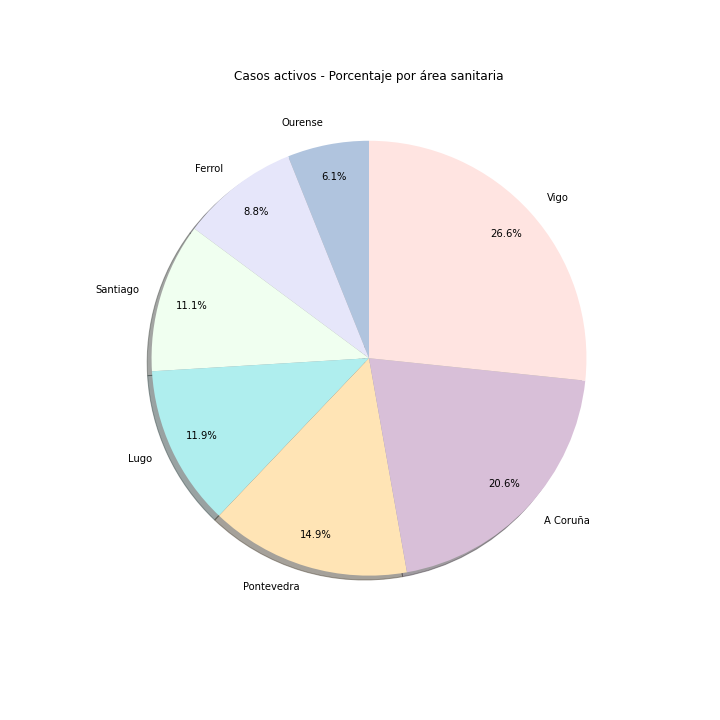 Casos activos - Porcentaje por área sanitaria
Ourense
6.1%
Ferrol
8.8%
Vigo
26.6%
Santiago
11.1%
Lugo
11.9%
A Coruña
20.6%
Pontevedra
14.9%